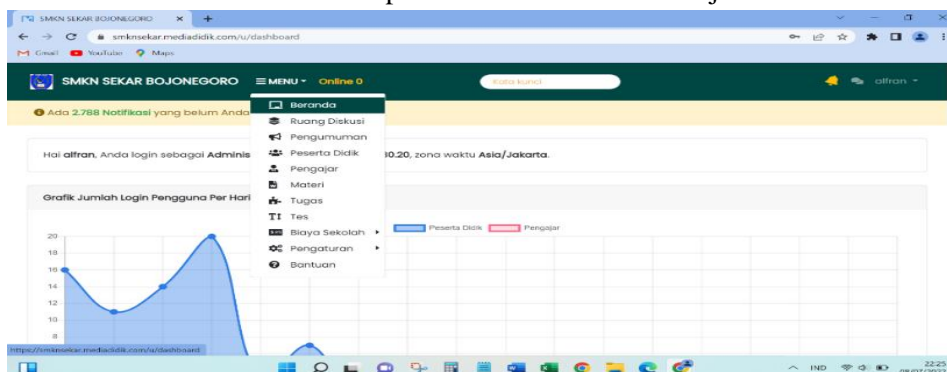 SMKN SEKAR BOJONEGORO
smknsekar.mediadidik.com/u/dashboard
Gmail YouTube Maps
SMKN SEKAR BOJONEGORO MENU Online 0 Kata kunci alfran
Ada 2.788 Notifikasi yang belum Anda
Beranda
Ruang Diskusi
Pengumuman
Peserta Didik
Pengajar
Materi
Tugas
Tes
Biaya Sekolah
Pengaturan
Bantuan
Hai alfran, Anda login sebagai Adminis 10.20, zona waktu Asia/Jakarta.
Grafik Jumlah Login Pengguna Per Hari
Peserta Didik Pengajar
20
18
16
14
12
10
8
https://smknsekar.mediadidik.com/u/dashboard
IND 22:25